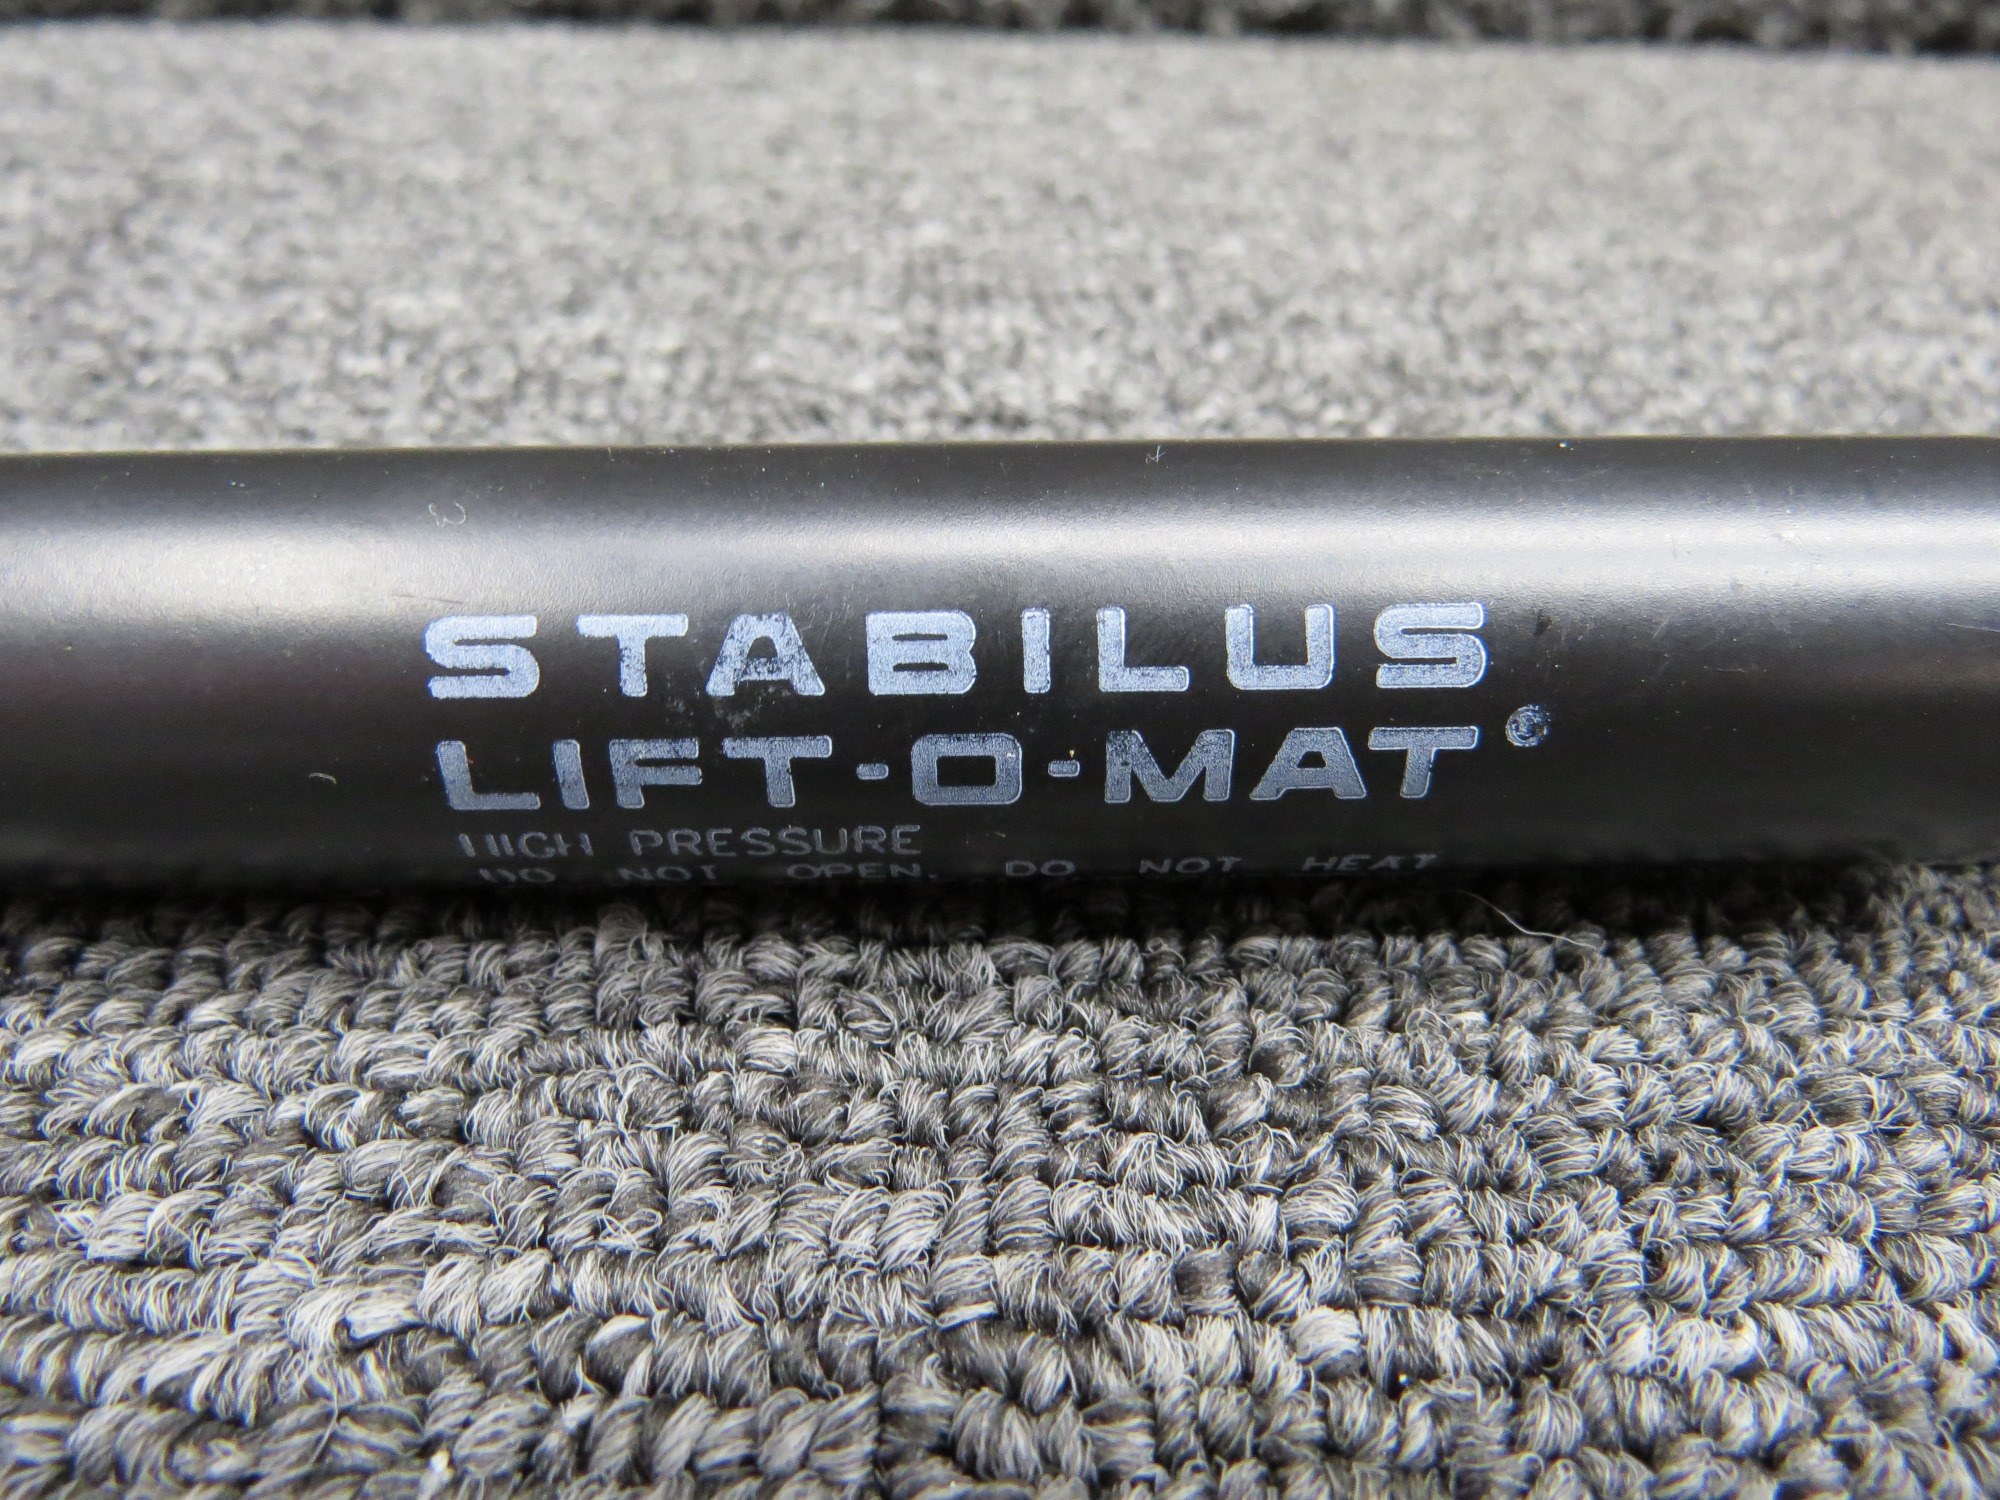 STABILUS
LIFT-O-MAT®
HIGH PRESSURE
DO NOT OPEN. DO NOT HEAT